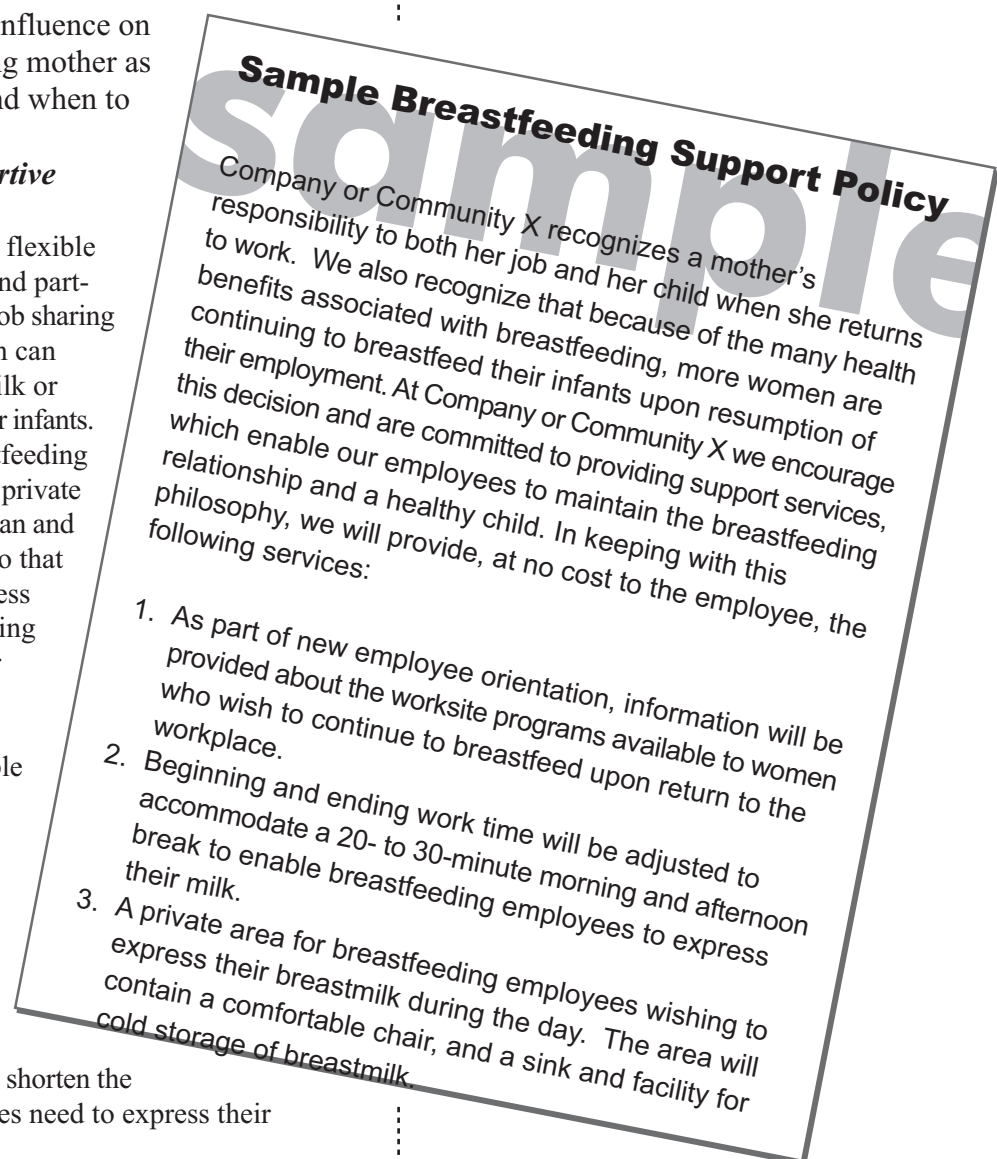 nfluence on
ng mother as
nd when to
rtive
flexible
nd part-
ob sharing
n can
ilk or
r infants.
tfeeding
private
an and
o that
ess
ing
ole
shorten the
es need to express their
sample
Sample Breastfeeding Support Policy
Company or Community X recognizes a mother's
responsibility to both her job and her child when she returns
to work. We also recognize that because of the many health
benefits associated with breastfeeding, more women are
continuing to breastfeed their infants upon resumption of
their employment. At Company or Community X we encourage
this decision and are committed to providing support services,
which enable our employees to maintain the breastfeeding
relationship and a healthy child. In keeping with this
philosophy, we will provide, at no cost to the employee, the
following services:
1. As part of new employee orientation, information will be
provided about the worksite programs available to women
who wish to continue to breastfeed upon return to the
workplace.
2. Beginning and ending work time will be adjusted to
accommodate a 20- to 30-minute morning and afternoon
break to enable breastfeeding employees to express
their milk.
3. A private area for breastfeeding employees wishing to
express their breastmilk during the day. The area will
contain a comfortable chair, and a sink and facility for
cold storage of breastmilk.